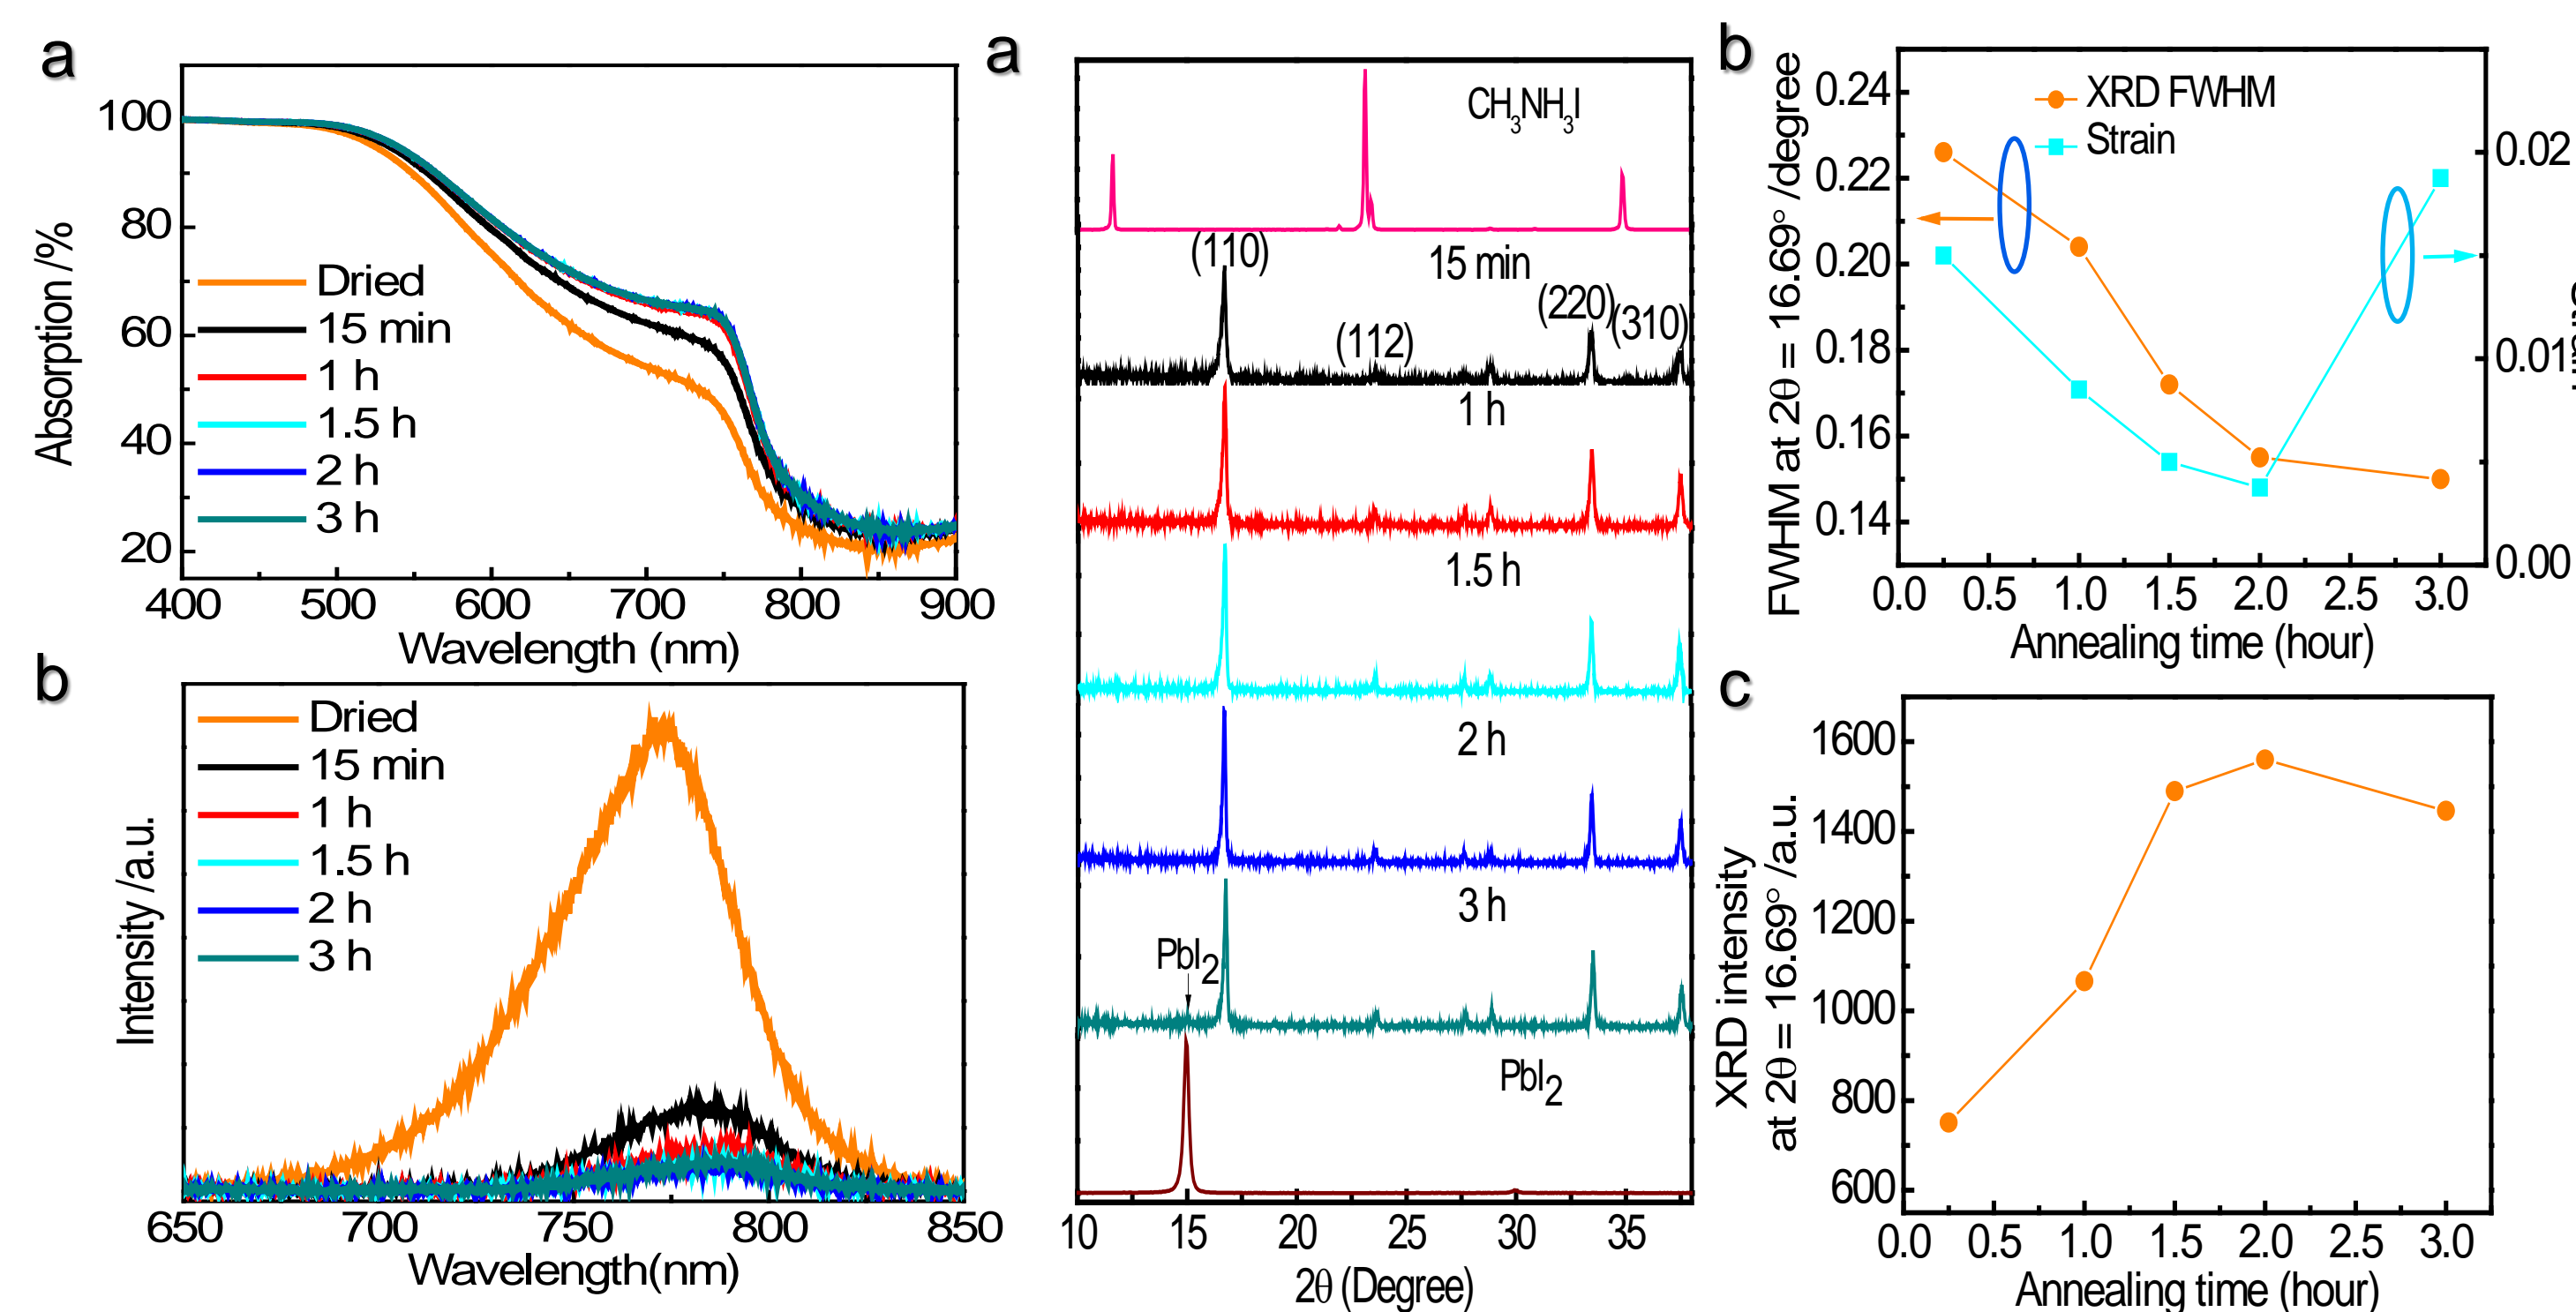 a
Absorption /%
100
80
60
40
20
Dried
15 min
1 h
1.5 h
2 h
3 h
400 500 600 700 800 900
Wavelength (nm)
b
Intensity /a.u.
Dried
15 min
1 h
1.5 h
2 h
3 h
650 700 750 800 850
Wavelength(nm)
a
CH₃NH₃I
(110)
15 min
(112)
(220)
(310)
1 h
1.5 h
2 h
3 h
PbI₂
PbI₂
10 15 20 25 30 35
2θ (Degree)
b
FWHM at 2θ = 16.69° /degree
0.24
0.22
0.20
0.18
0.16
0.14
XRD FWHM
Strain
0.02
0.01
0.00
0.0 0.5 1.0 1.5 2.0 2.5 3.0
Annealing time (hour)
c
XRD intensity
at 2θ = 16.69° /a.u.
1600
1400
1200
1000
800
600
0.0 0.5 1.0 1.5 2.0 2.5 3.0
Annealing time (hour)